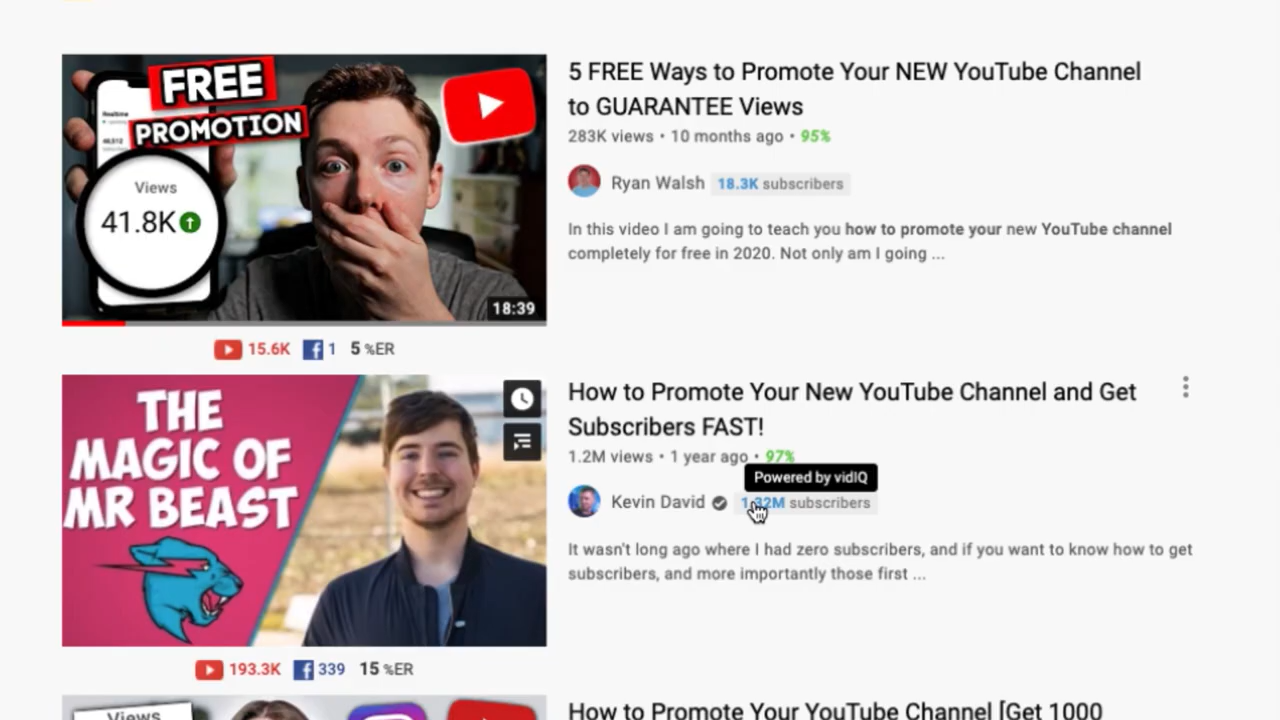 FREE
PROMOTION
Views
41.8K
18:39
15.6K 1 5 %ER
5 FREE Ways to Promote Your NEW YouTube Channel
to GUARANTEE Views
283K views • 10 months ago • 95%
Ryan Walsh 18.3K subscribers
In this video I am going to teach you how to promote your new YouTube channel
completely for free in 2020. Not only am I going ...
THE
MAGIC OF
MR BEAST
193.3K 339 15 %ER
How to Promote Your New YouTube Channel and Get
Subscribers FAST!
1.2M views • 1 year ago • 97%
Powered by vidIQ
Kevin David 1.32M subscribers
It wasn't long ago where I had zero subscribers, and if you want to know how to get
subscribers, and more importantly those first ...
Views
How to Promote Your YouTube Channel [Get 1000